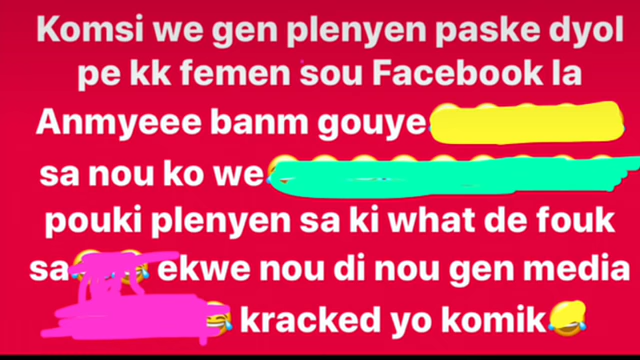 Komsi we gen plenyen paske dyol
pe kk femen sou Facebook la
Anmyeee banm gouye
sa nou ko we
pouki plenyen sa ki what de fouk
sa ekwe nou di nou gen media
kracked yo komik